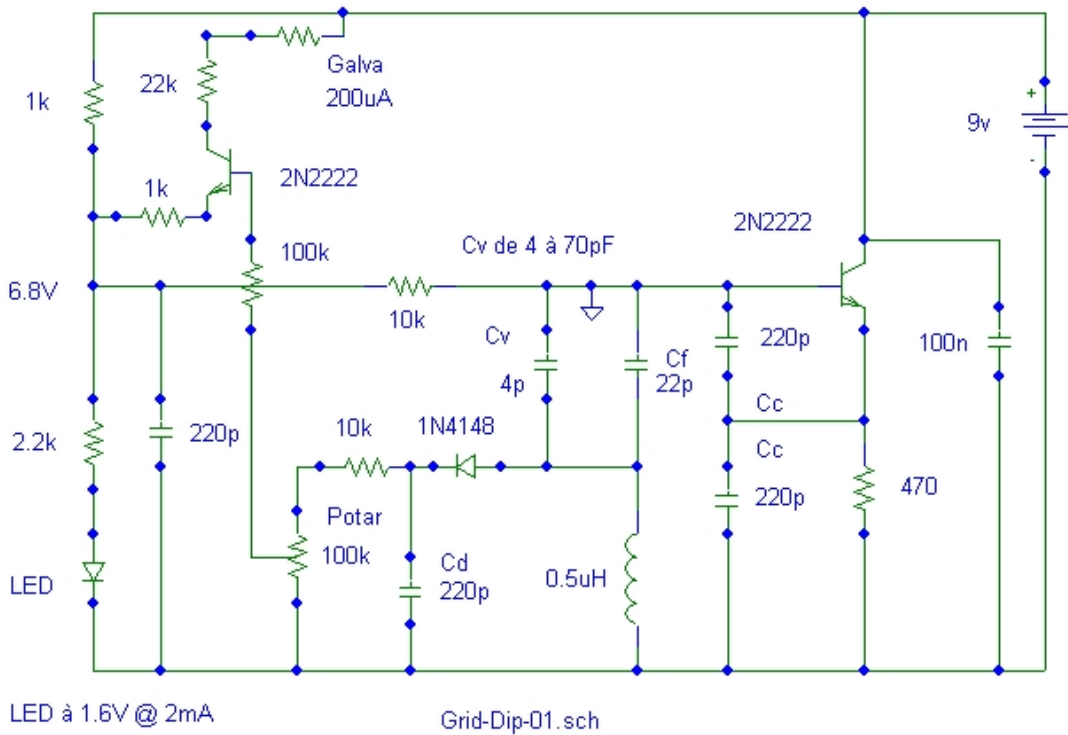 Galva
200uA
22k
1k
9v
+
-
1k
2N2222
2N2222
100k
Cv de 4 à 70pF
6.8V
10k
220p
Cv
Cf
100n
4p
22p
Cc
2.2k
220p
10k
1N4148
Cc
220p
470
Potar
100k
Cd
220p
0.5uH
LED
LED à 1.6V @ 2mA
Grid-Dip-01.sch